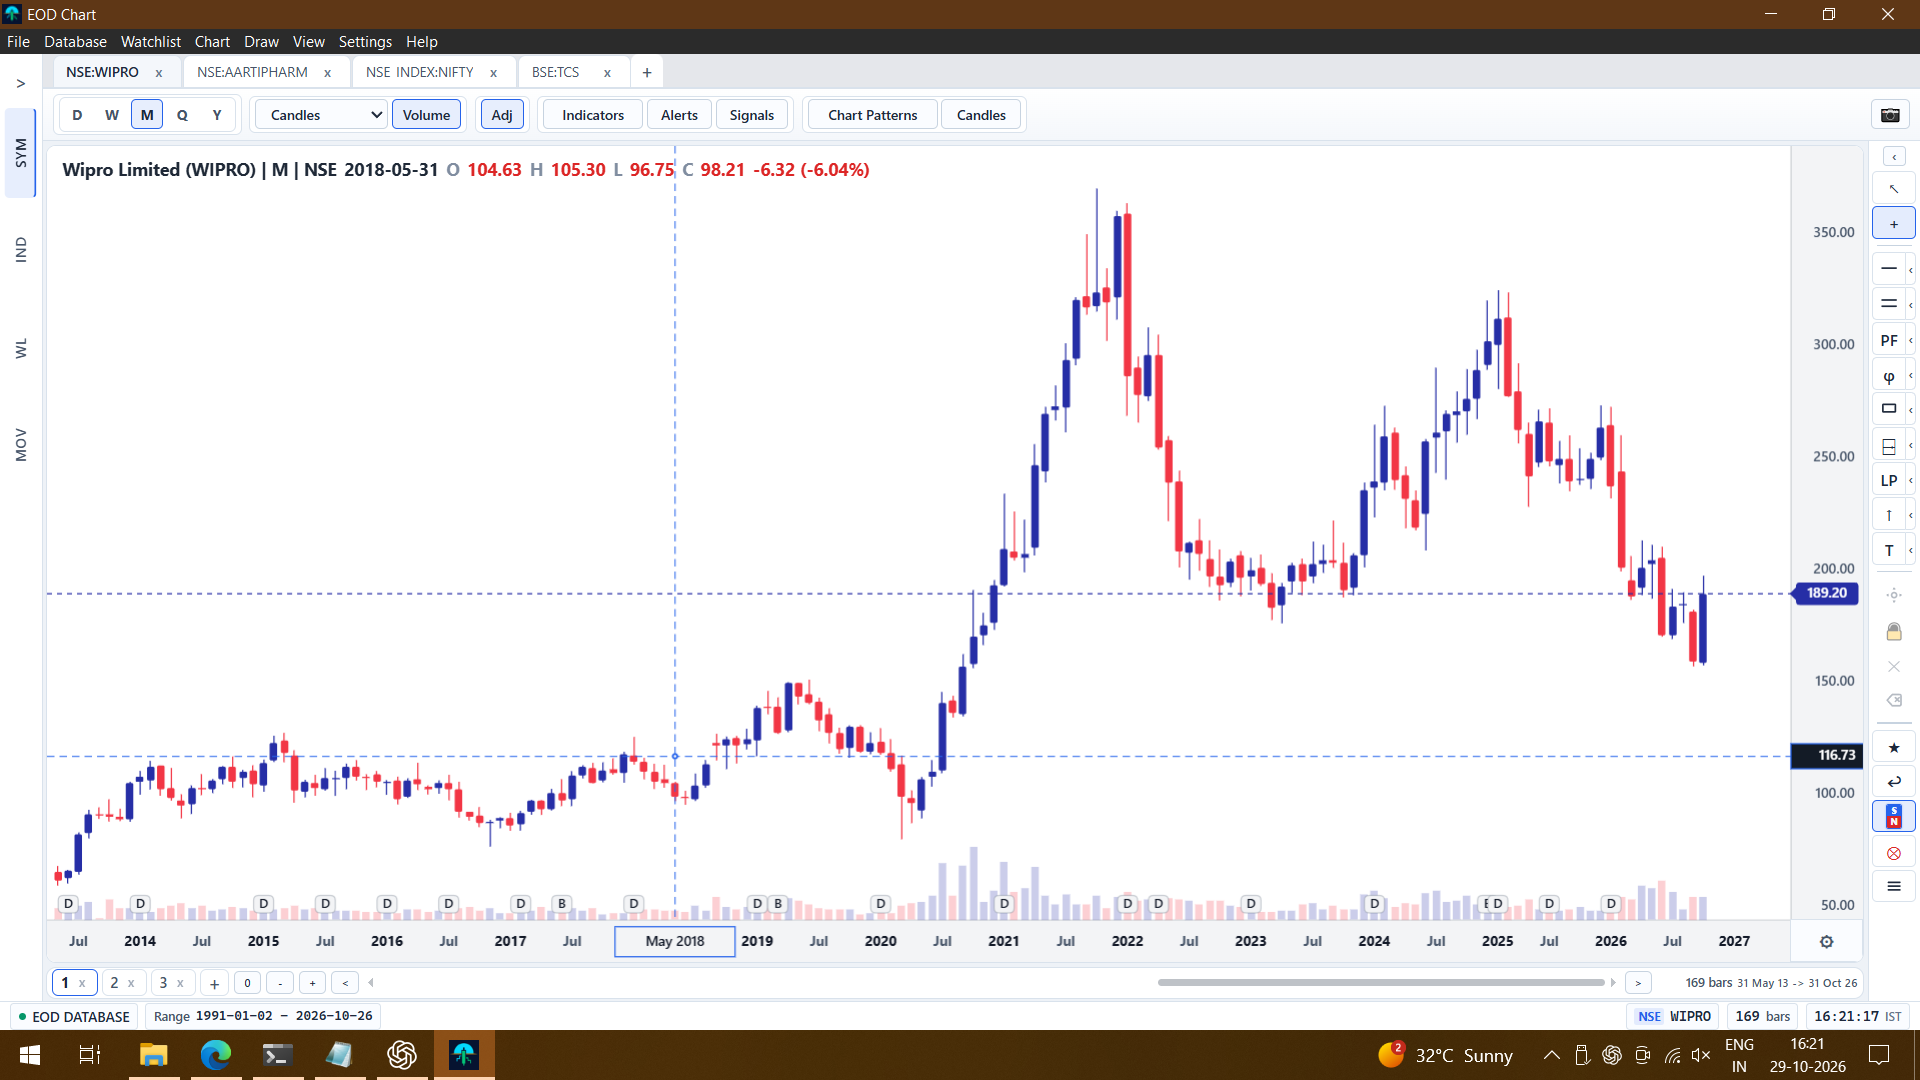 EOD Chart
File Database Watchlist Chart Draw View Settings Help
NSE:WIPRO x NSE:AARTIPHARM x NSE INDEX:NIFTY x BSE:TCS x +
D W M Q Y Candles Volume Adj Indicators Alerts Signals Chart Patterns Candles
Wipro Limited (WIPRO) | M | NSE 2018-05-31 O 104.63 H 105.30 L 96.75 C 98.21 -6.32 (-6.04%)
SYM
IND
WL
MOV
350.00
300.00
250.00
200.00
189.20
150.00
116.73
100.00
50.00
PF
φ
LP
T
S
N
D D D D D D D B D D B D D D D D D D D D
Jul 2014 Jul 2015 Jul 2016 Jul 2017 Jul May 2018 2019 Jul 2020 Jul 2021 Jul 2022 Jul 2023 Jul 2024 Jul 2025 Jul 2026 Jul 2027
1 x 2 x 3 x + 0 - + < > 169 bars 31 May 13 -> 31 Oct 26
EOD DATABASE Range 1991-01-02 - 2026-10-26 NSE WIPRO 169 bars 16:21:17 IST
2 32°C Sunny ENG 16:21
IN 29-10-2026